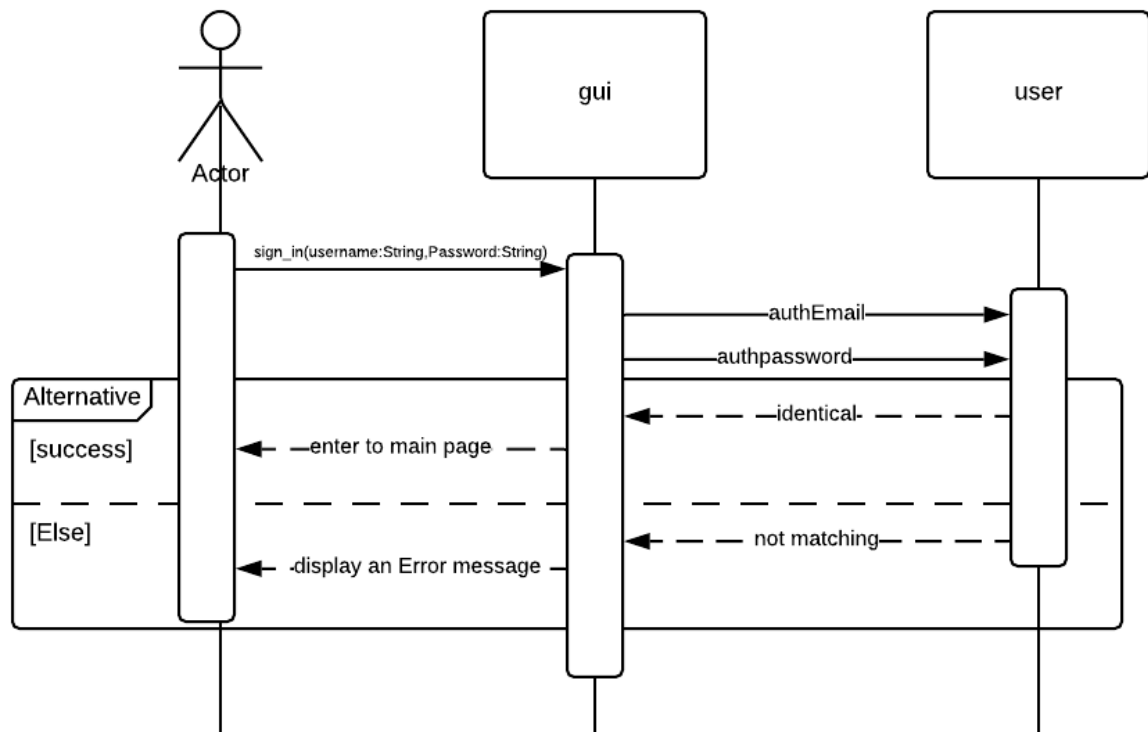 gui
user
Actor
sign_in(username:String,Password:String)
authEmail
authpassword
Alternative
identical
[success]
enter to main page
[Else]
not matching
display an Error message